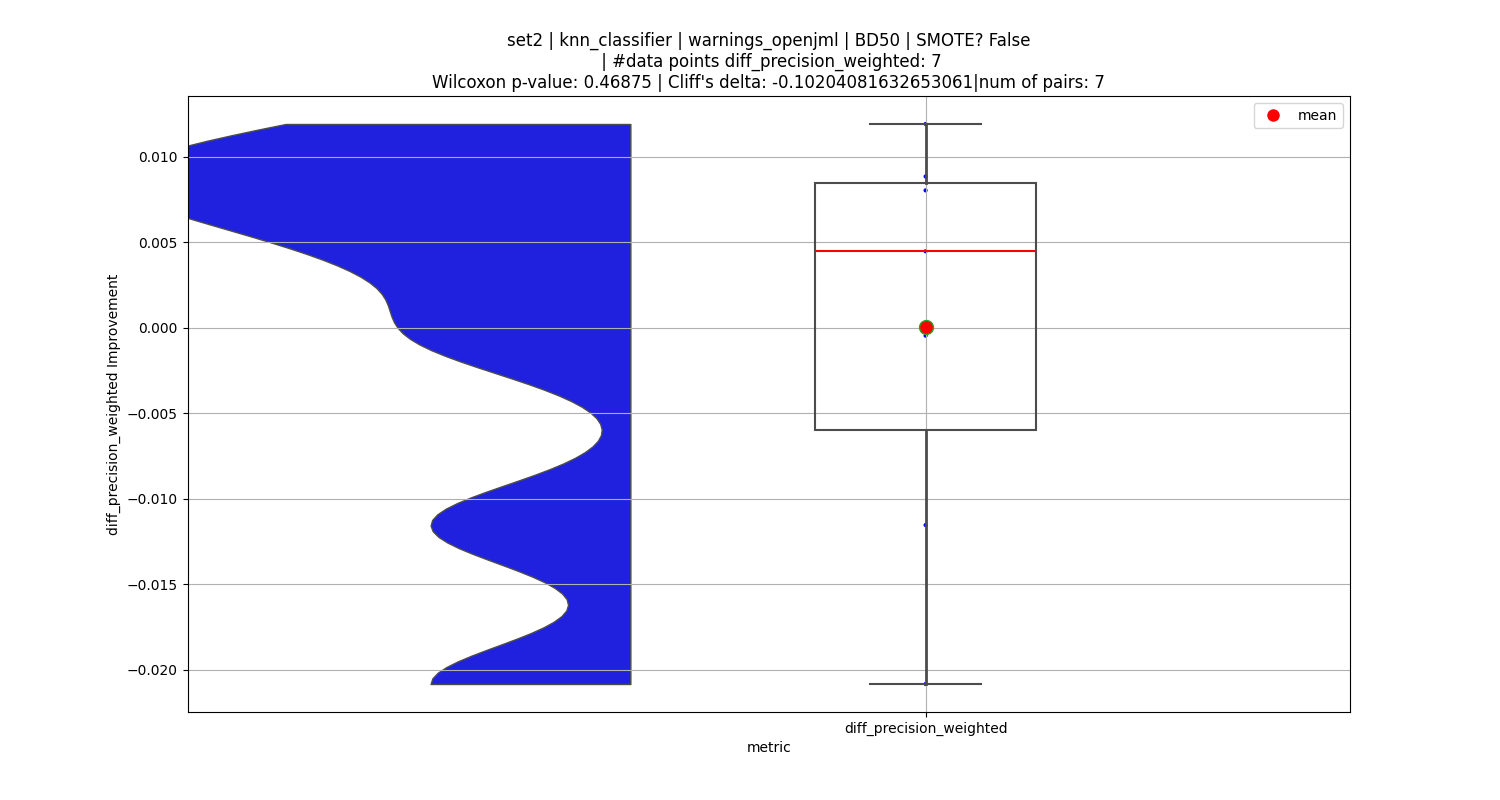 set2 | knn_classifier | warnings_openjml | BD50 | SMOTE? False
| #data points diff_precision_weighted: 7
Wilcoxon p-value: 0.46875 | Cliff's delta: -0.10204081632653061|num of pairs: 7
mean
0.010
0.005
0.000
−0.005
−0.010
−0.015
−0.020
diff_precision_weighted Improvement
diff_precision_weighted
metric